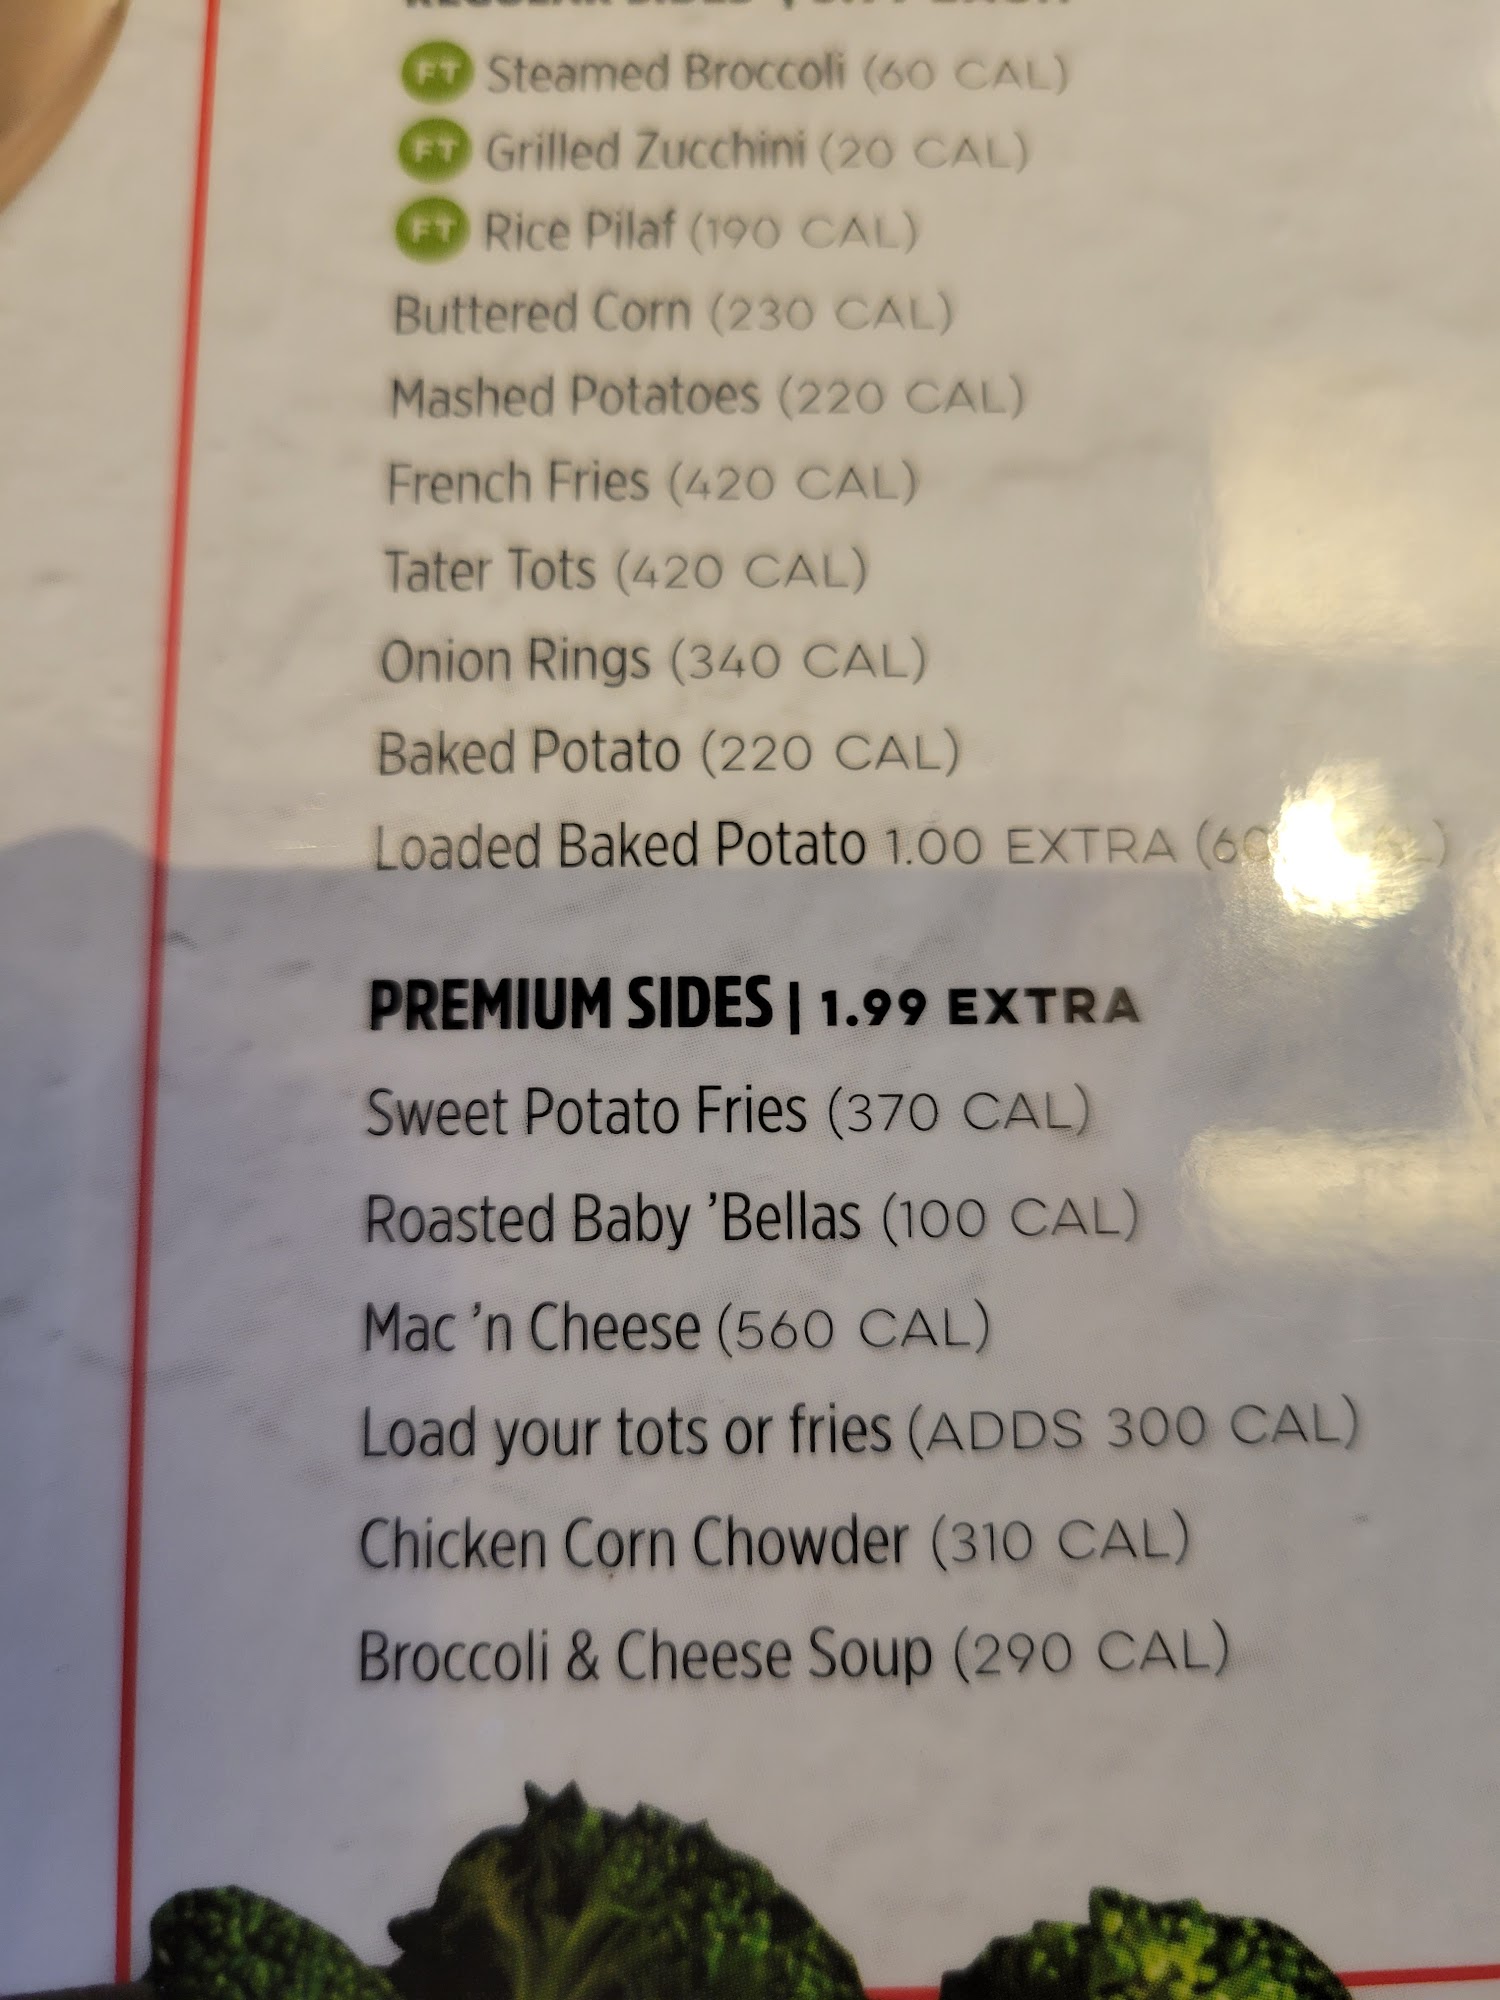 REGULAR SIDES
FT Steamed Broccoli (60 CAL)
FT Grilled Zucchini (20 CAL)
FT Rice Pilaf (190 CAL)
Buttered Corn (230 CAL)
Mashed Potatoes (220 CAL)
French Fries (420 CAL)
Tater Tots (420 CAL)
Onion Rings (340 CAL)
Baked Potato (220 CAL)
Loaded Baked Potato 1.00 EXTRA
PREMIUM SIDES | 1.99 EXTRA
Sweet Potato Fries (370 CAL)
Roasted Baby ’Bellas (100 CAL)
Mac ’n Cheese (560 CAL)
Load your tots or fries (ADDS 300 CAL)
Chicken Corn Chowder (310 CAL)
Broccoli & Cheese Soup (290 CAL)